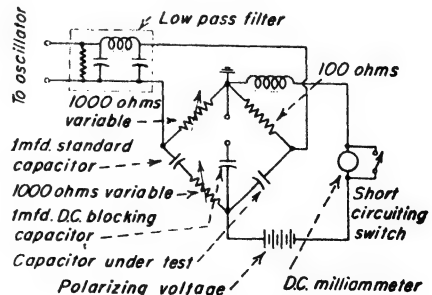 Low pass filter
To oscillator
100 ohms
1000 ohms
variable
1mfd. standard
capacitor
1000 ohms variable
1mfd. D.C. blocking
capacitor
Capacitor under test
Polarizing voltage
Short
circuiting
switch
D.C. milliammeter